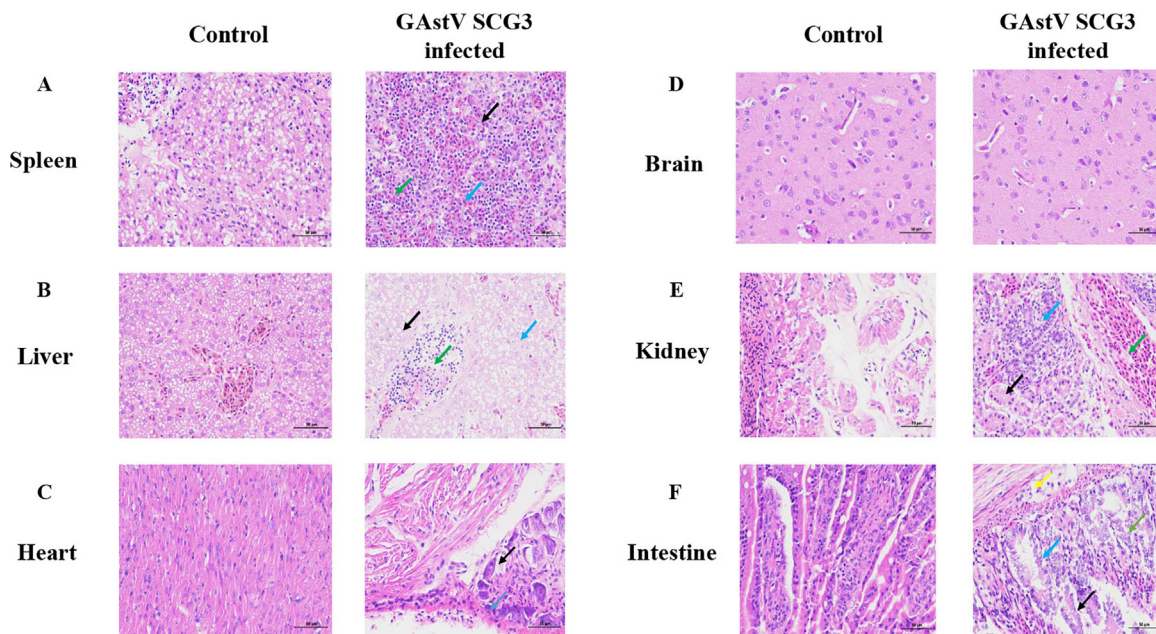 Control
GAstV SCG3
infected
Control
GAstV SCG3
infected
A
Spleen
D
Brain
B
Liver
E
Kidney
C
Heart
F
Intestine